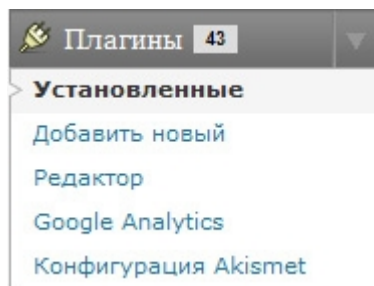 Плагины 43
Установленные
Добавить новый
Редактор
Google Analytics
Конфигурация Akismet